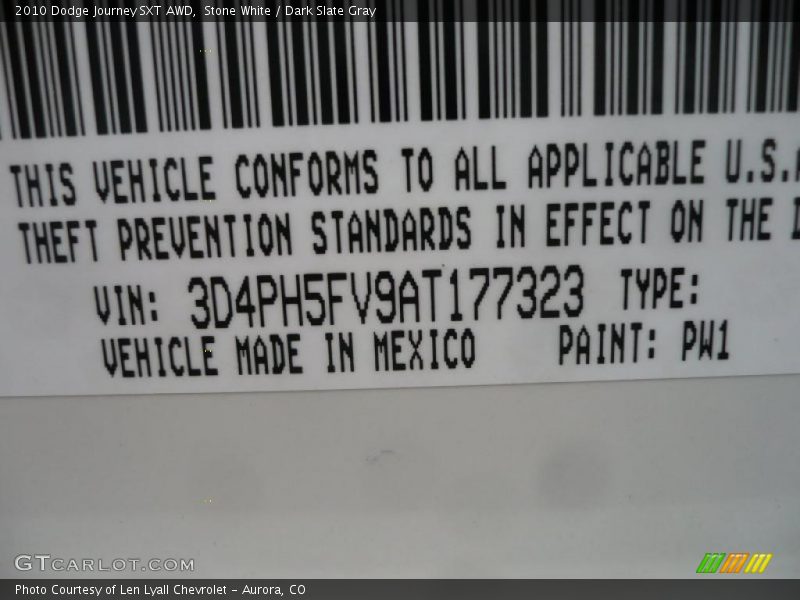 2010 Dodge Journey SXT AWD, Stone White / Dark Slate Gray
THIS VEHICLE CONFORMS TO ALL APPLICABLE U.S.
THEFT PREVENTION STANDARDS IN EFFECT ON THE
VIN: 3D4PH5FV9AT177323 TYPE:
VEHICLE MADE IN MEXICO PAINT: PW1
GTCARLOT.COM
Photo Courtesy of Len Lyall Chevrolet - Aurora, CO